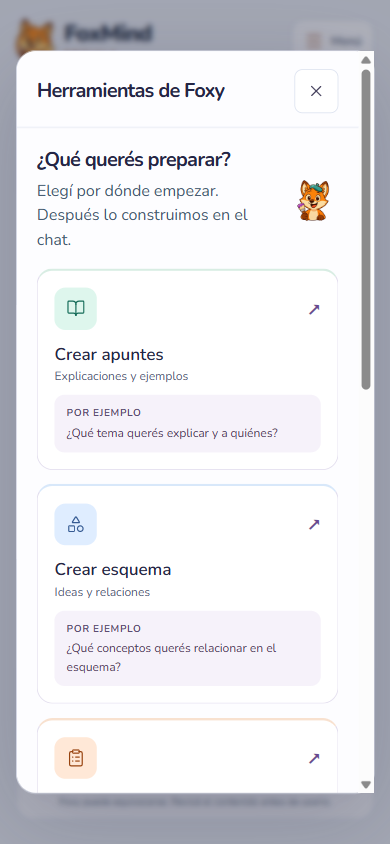 FoxMind
Menú
Herramientas de Foxy
¿Qué querés preparar?
Elegí por dónde empezar.
Después lo construimos en el
chat.
Crear apuntes
Explicaciones y ejemplos
POR EJEMPLO
¿Qué tema querés explicar y a quiénes?
Crear esquema
Ideas y relaciones
POR EJEMPLO
¿Qué conceptos querés relacionar en el
esquema?